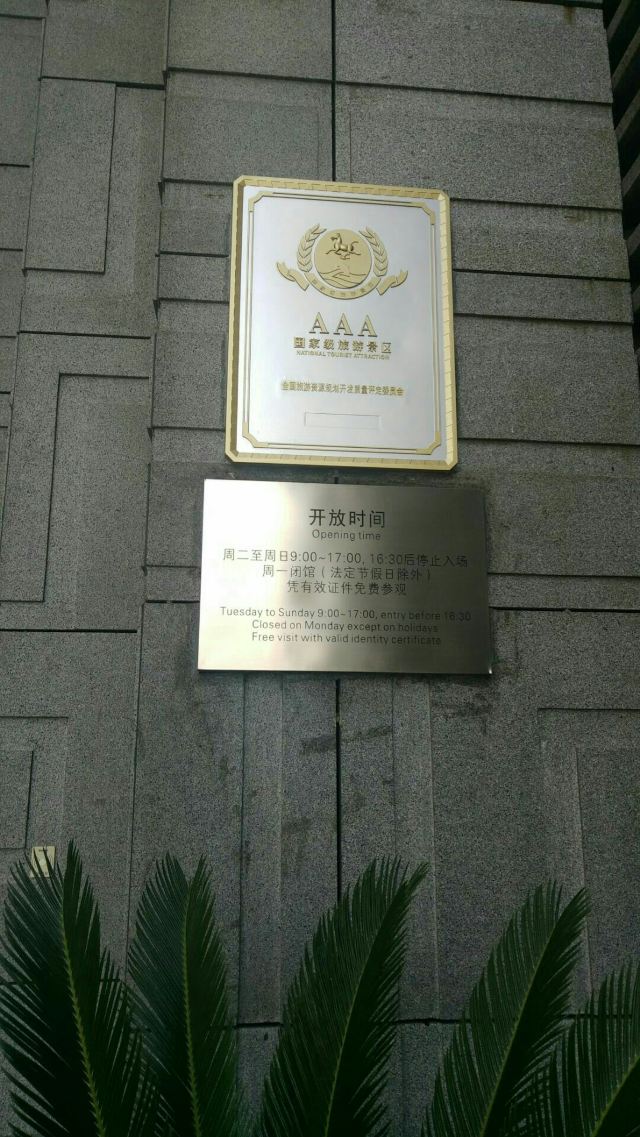 AAA
国家级旅游景区
NATIONAL TOURIST ATTRACTION
全国旅游资源规划开发质量评定委员会
开放时间
Opening time
周二至周日9:00~17:00, 16:30后停止入场
周一闭馆（法定节假日除外）
凭有效证件免费参观
Tuesday to Sunday 9:00~17:00, entry before 16:30
Closed on Monday except on holidays
Free visit with valid identity certificate